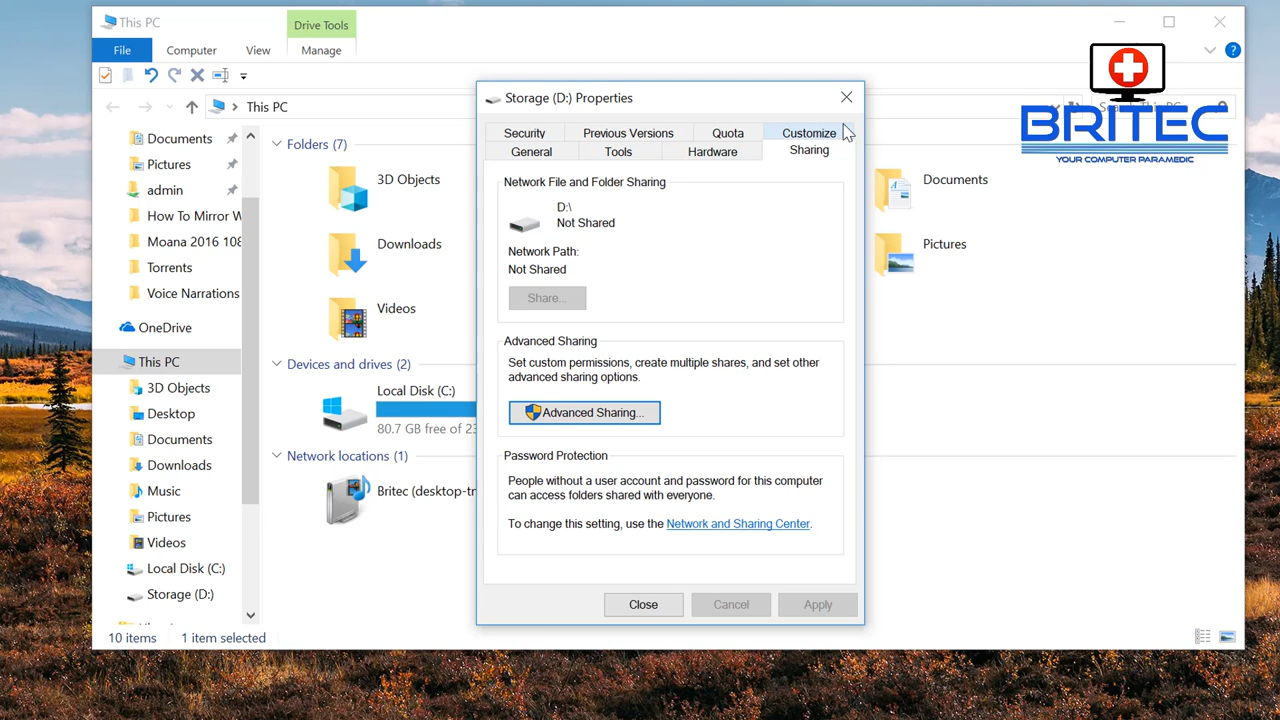 This PC
Drive Tools
File
Computer
View
Manage
This PC
BRITEC
YOUR COMPUTER PARAMEDIC
Documents
Pictures
admin
How To Mirror W
Moana 2016 108
Torrents
Voice Narrations
OneDrive
This PC
3D Objects
Desktop
Documents
Downloads
Music
Pictures
Videos
Local Disk (C:)
Storage (D:)
10 items
1 item selected
Folders (7)
3D Objects
Downloads
Videos
Documents
Pictures
Devices and drives (2)
Local Disk (C:)
80.7 GB free of 23
Network locations (1)
Britec (desktop-tr
Storage (D:) Properties
Security
Previous Versions
Quota
Customize
General
Tools
Hardware
Sharing
Network File and Folder Sharing
D:\
Not Shared
Network Path:
Not Shared
Share...
Advanced Sharing
Set custom permissions, create multiple shares, and set other
advanced sharing options.
Advanced Sharing...
Password Protection
People without a user account and password for this computer
can access folders shared with everyone.
To change this setting, use the Network and Sharing Center.
Close
Cancel
Apply